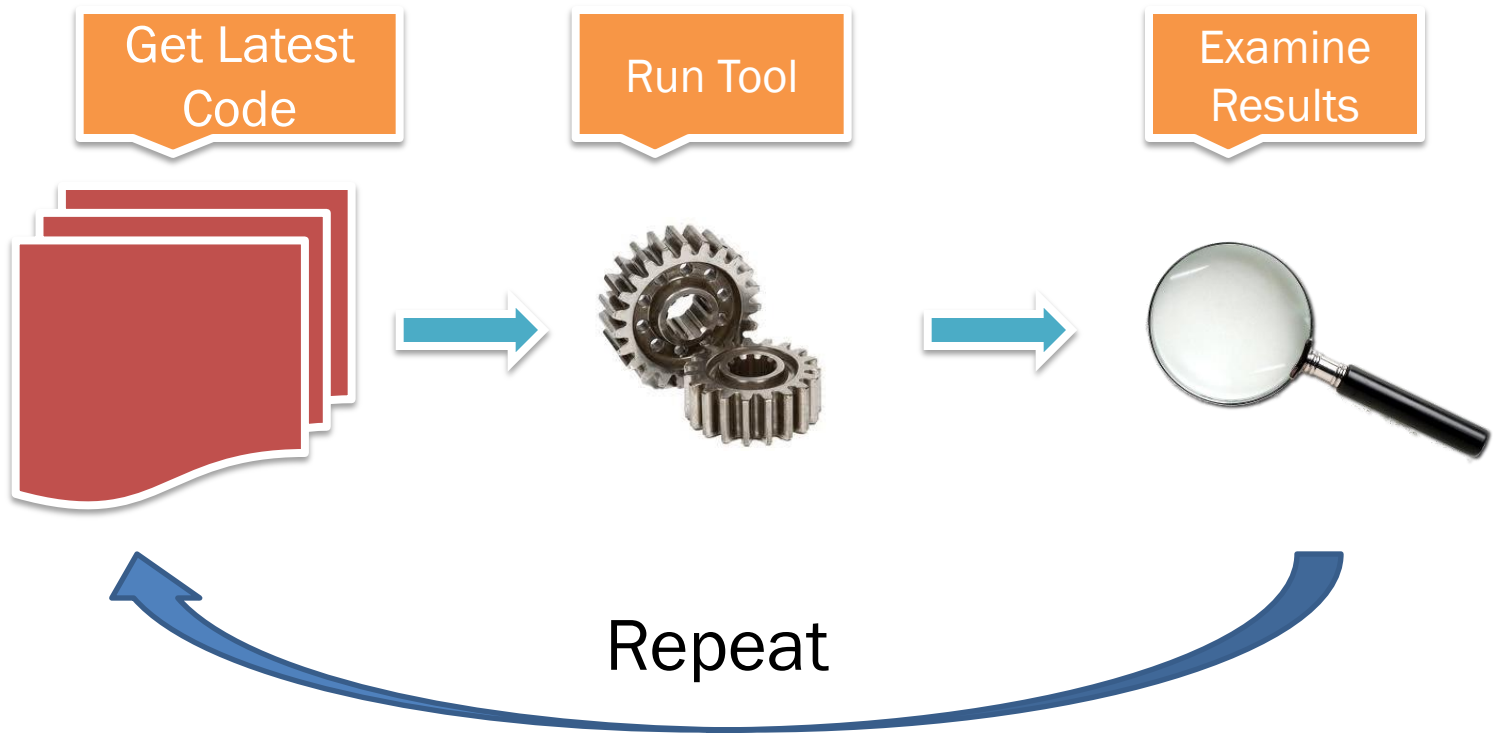 Get Latest
Code
Run Tool
Examine
Results
Repeat